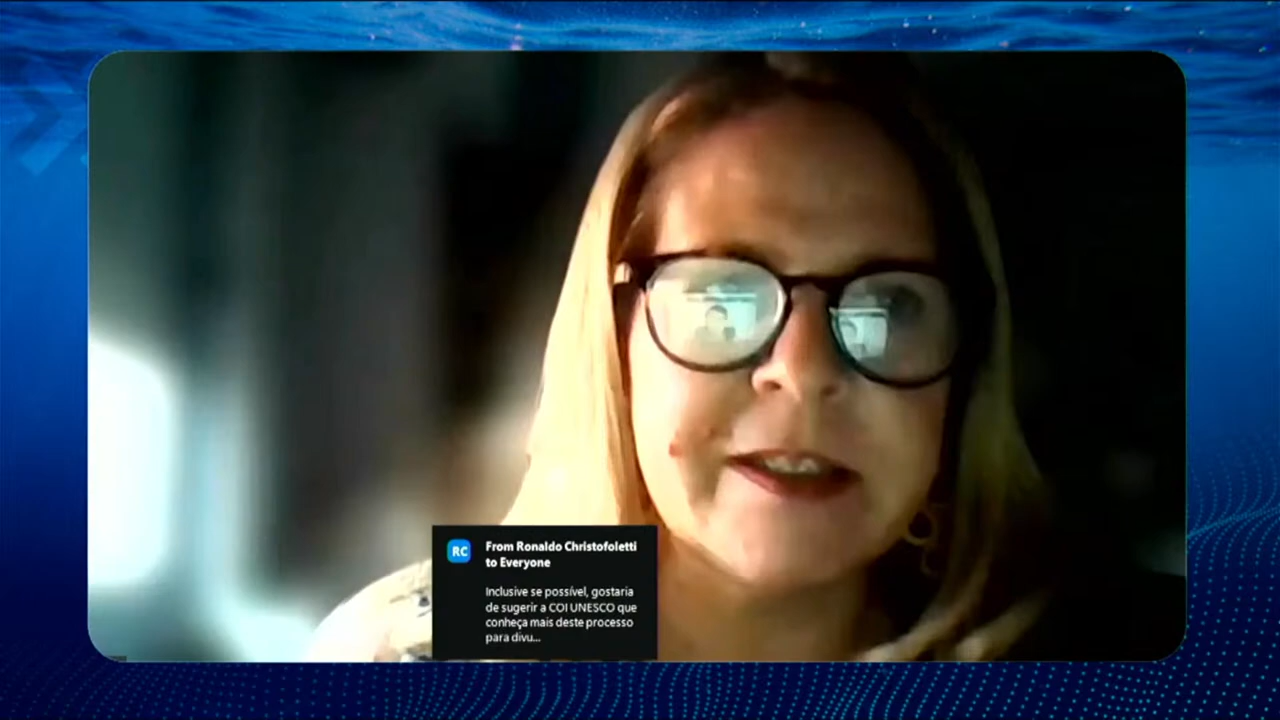 RC
From Ronaldo Christofoletti
to Everyone
Inclusive se possível, gostaria
de sugerir a COI UNESCO que
conheça mais deste processo
para divu...